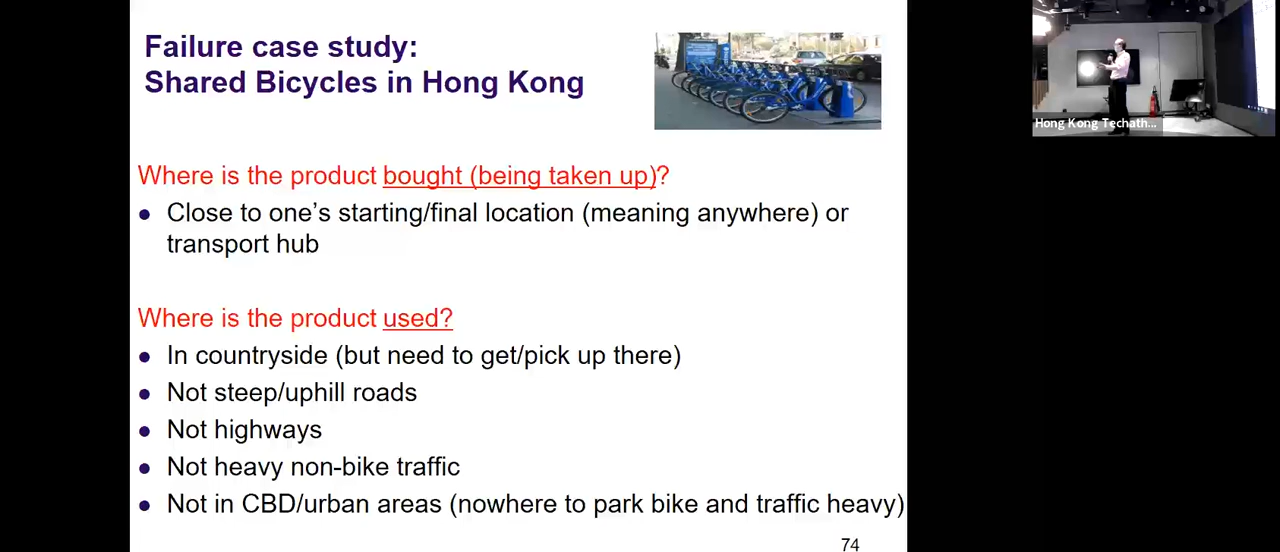 Failure case study:
Shared Bicycles in Hong Kong
Hong Kong Techath...
Where is the product bought (being taken up)?
● Close to one's starting/final location (meaning anywhere) or
transport hub
Where is the product used?
● In countryside (but need to get/pick up there)
● Not steep/uphill roads
● Not highways
● Not heavy non-bike traffic
● Not in CBD/urban areas (nowhere to park bike and traffic heavy)
74